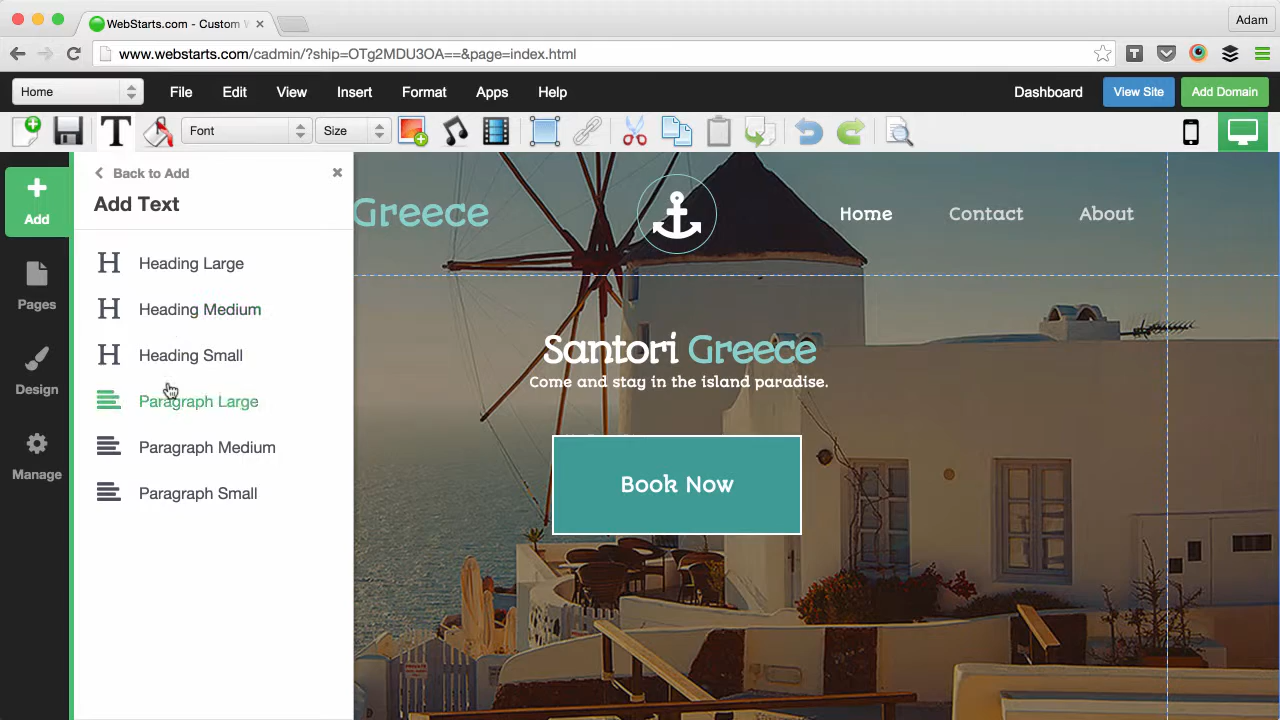 WebStarts.com - Custom
Adam
www.webstarts.com/cadmin/?ship=OTg2MDU3OA==&page=index.html
Home
File
Edit
View
Insert
Format
Apps
Help
Dashboard
View Site
Add Domain
T
Font
Size
Add
Pages
Design
Manage
Back to Add
Add Text
H Heading Large
H Heading Medium
H Heading Small
Paragraph Large
Paragraph Medium
Paragraph Small
Greece
Home
Contact
About
Santori Greece
Come and stay in the island paradise.
Book Now